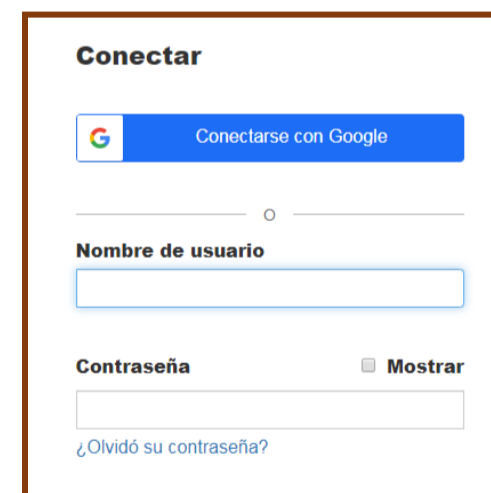 Conectar
Conectarse con Google
O
Nombre de usuario
Contraseña Mostrar
¿Olvidó su contraseña?